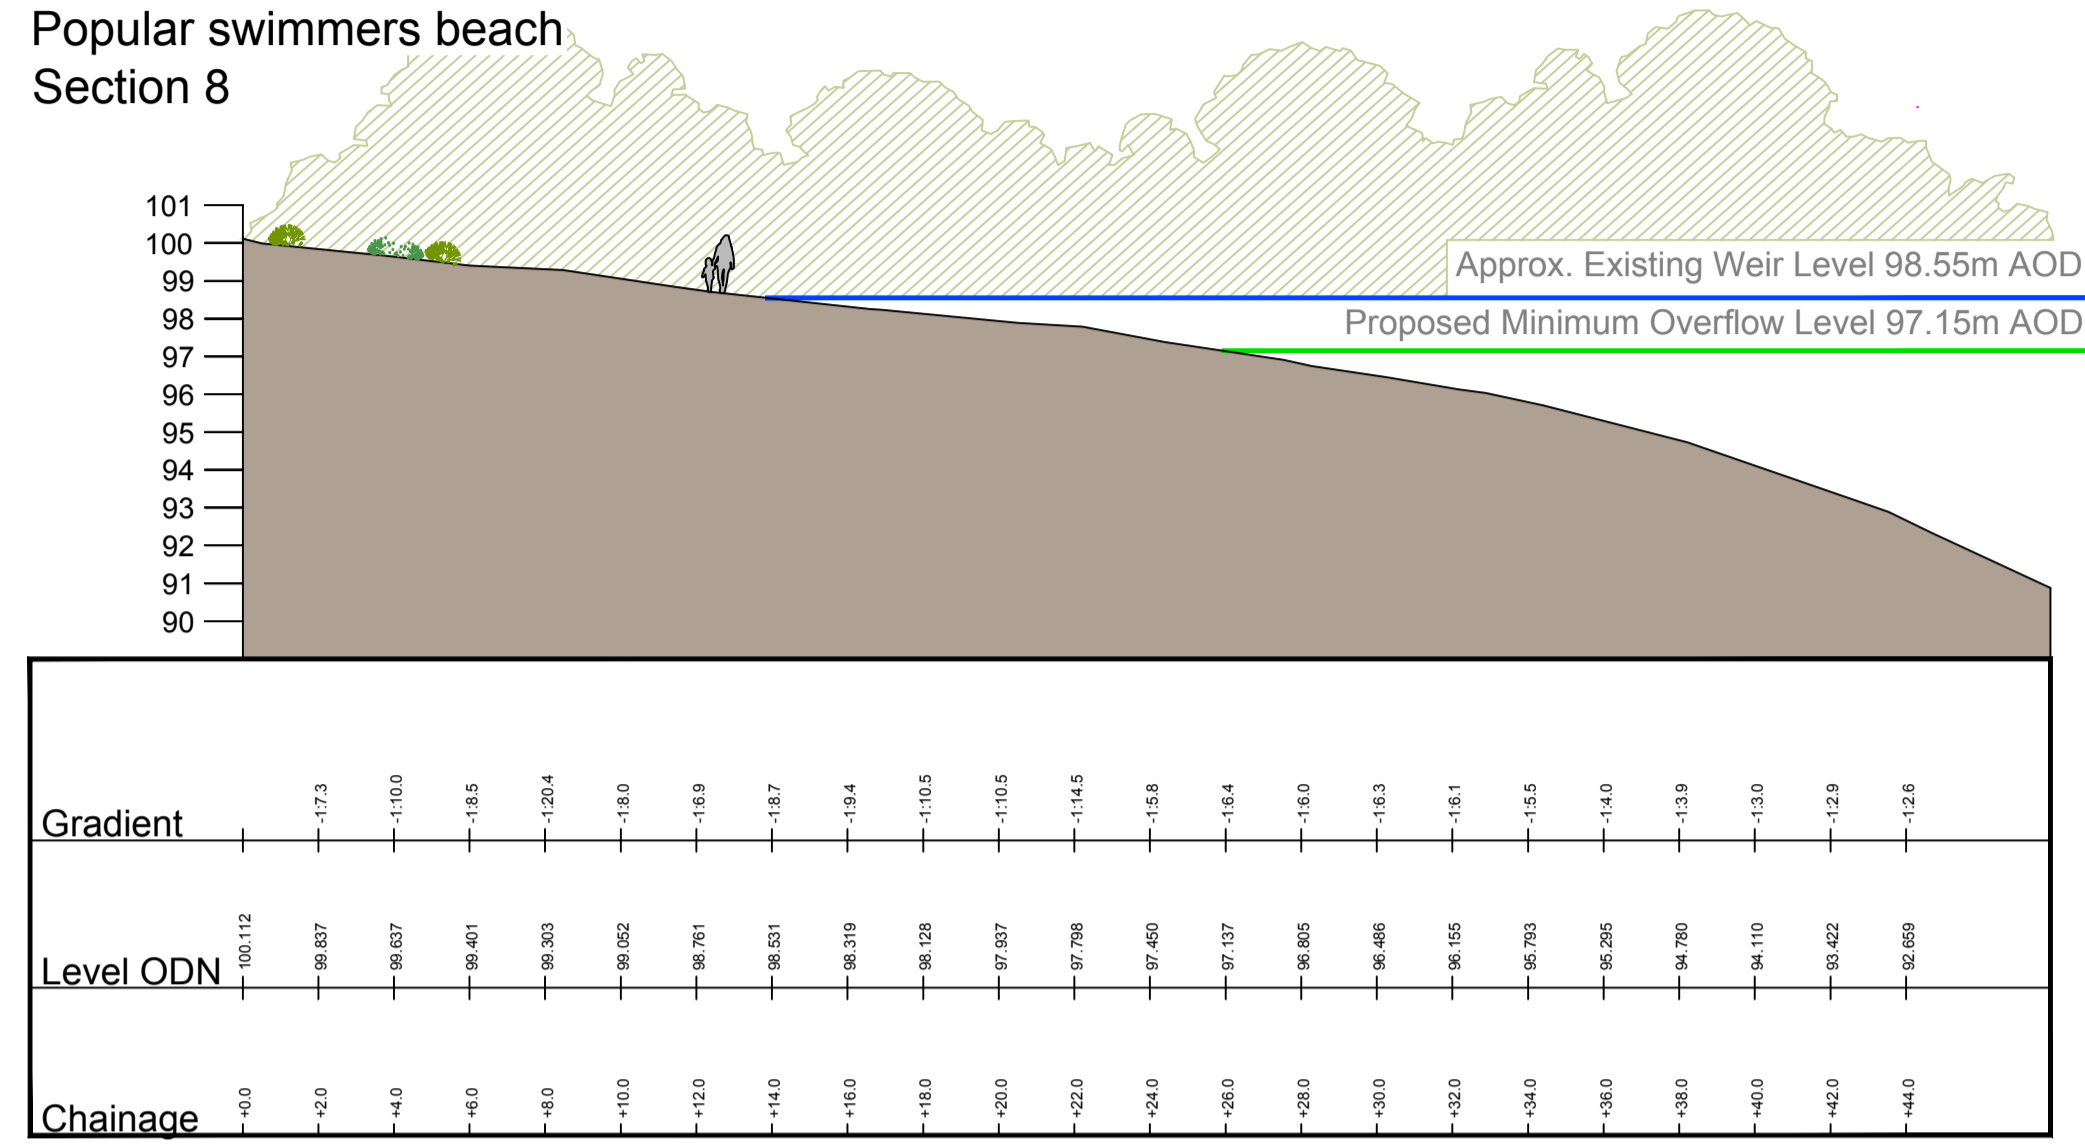 Popular swimmers beach
Section 8
101
100
99
98
97
96
95
94
93
92
91
90
Approx. Existing Weir Level 98.55m AOD
Proposed Minimum Overflow Level 97.15m AOD
Gradient -1:7.3 -1:10.0 -1:8.5 -1:20.4 -1:8.0 -1:6.9 -1:8.7 -1:9.4 -1:10.5 -1:10.5 -1:14.5 -1:5.8 -1:6.4 -1:6.0 -1:6.3 -1:6.1 -1:5.5 -1:4.0 -1:3.9 -1:3.0 -1:2.9 -1:2.6
Level ODN 100.112 99.837 99.637 99.401 99.303 99.052 98.761 98.531 98.319 98.128 97.937 97.798 97.450 97.137 96.805 96.486 96.155 95.793 95.295 94.780 94.110 93.422 92.659
Chainage +0.0 +2.0 +4.0 +6.0 +8.0 +10.0 +12.0 +14.0 +16.0 +18.0 +20.0 +22.0 +24.0 +26.0 +28.0 +30.0 +32.0 +34.0 +36.0 +38.0 +40.0 +42.0 +44.0